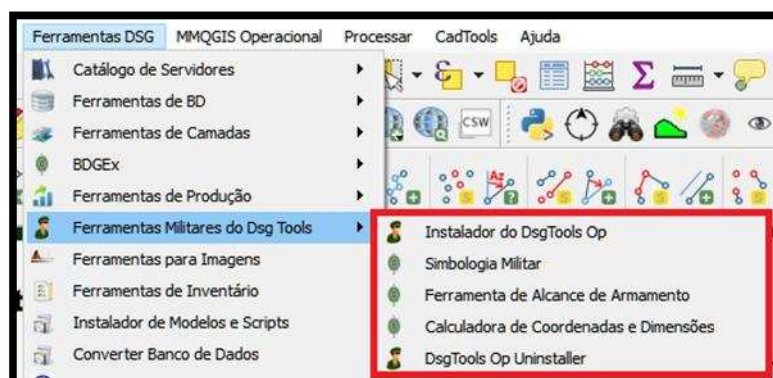 Ferramentas DSG MMQGIS Operacional Processar CadTools Ajuda
Catálogo de Servidores
Ferramentas de BD
Ferramentas de Camadas
CSW
BDGEx
Ferramentas de Produção
Az
Ferramentas Militares do Dsg Tools
Instalador do DsgTools Op
Ferramentas para Imagens
Simbologia Militar
Ferramentas de Inventário
Ferramenta de Alcance de Armamento
Instalador de Modelos e Scripts
Calculadora de Coordenadas e Dimensões
Converter Banco de Dados
DsgTools Op Uninstaller